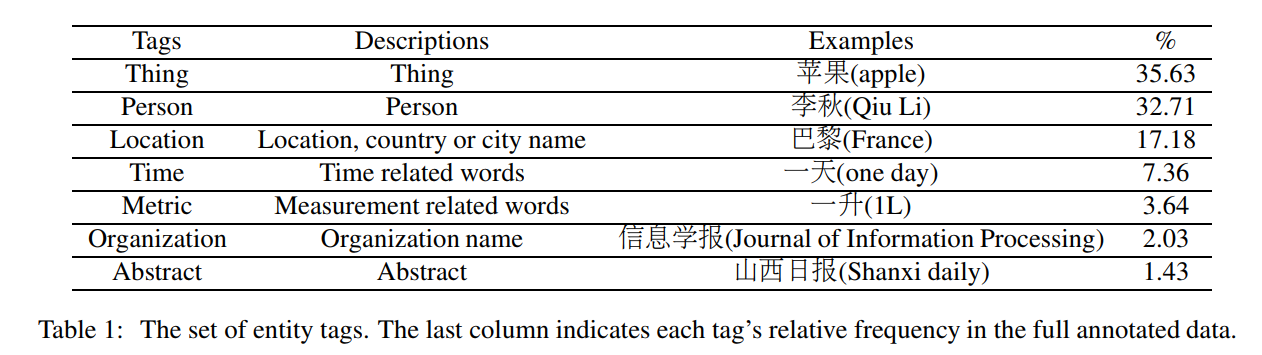 Tags Descriptions Examples %
Thing Thing 苹果(apple) 35.63
Person Person 李秋(Qiu Li) 32.71
Location Location, country or city name 巴黎(France) 17.18
Time Time related words 一天(one day) 7.36
Metric Measurement related words 一升(1L) 3.64
Organization Organization name 信息学报(Journal of Information Processing) 2.03
Abstract Abstract 山西日报(Shanxi daily) 1.43
Table 1: The set of entity tags. The last column indicates each tag's relative frequency in the full annotated data.